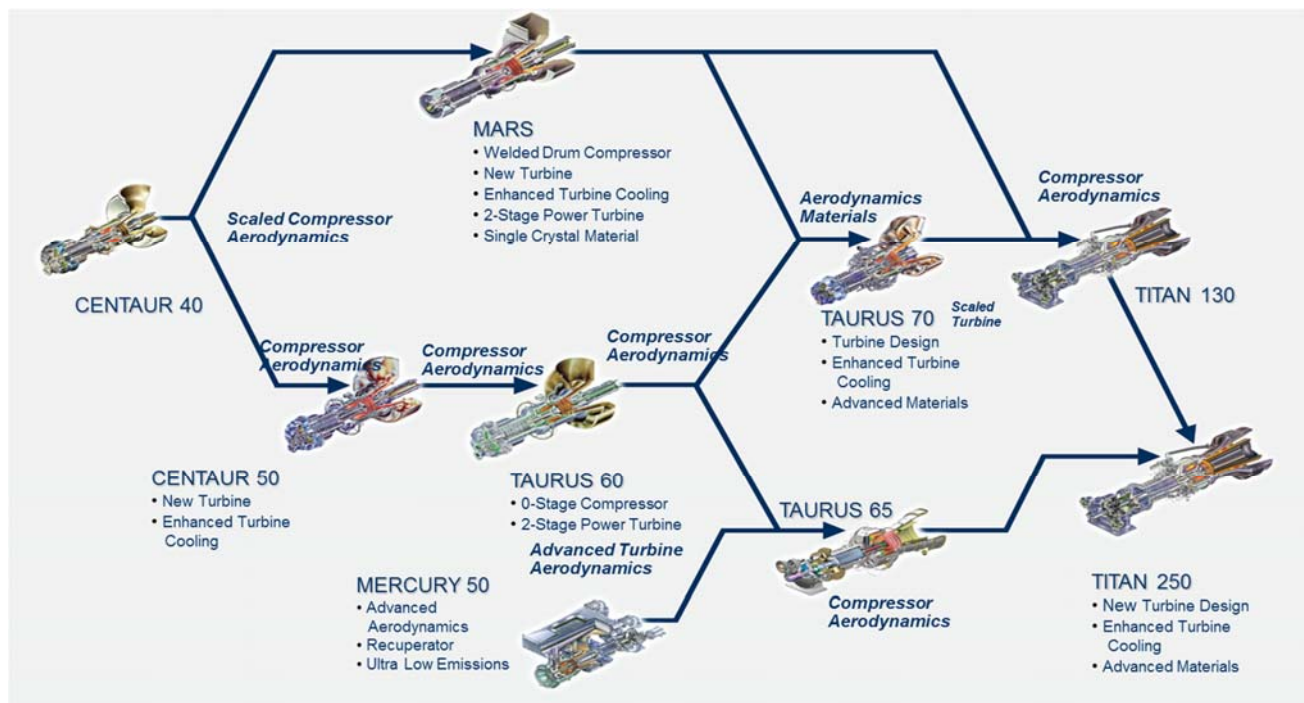 MARS
• Welded Drum Compressor
• New Turbine
• Enhanced Turbine Cooling
• 2-Stage Power Turbine
• Single Crystal Material
Scaled Compressor
Aerodynamics
CENTAUR 40
Compressor
Aerodynamics
CENTAUR 50
• New Turbine
• Enhanced Turbine
Cooling
Compressor
Aerodynamics
TAURUS 60
• 0-Stage Compressor
• 2-Stage Power Turbine
Compressor
Aerodynamics
Advanced Turbine
Aerodynamics
MERCURY 50
• Advanced
Aerodynamics
• Recuperator
• Ultra Low Emissions
Aerodynamics
Materials
TAURUS 70
• Turbine Design
• Enhanced Turbine
Cooling
• Advanced Materials
Scaled
Turbine
Compressor
Aerodynamics
TITAN 130
TAURUS 65
Compressor
Aerodynamics
TITAN 250
• New Turbine Design
• Enhanced Turbine
Cooling
• Advanced Materials